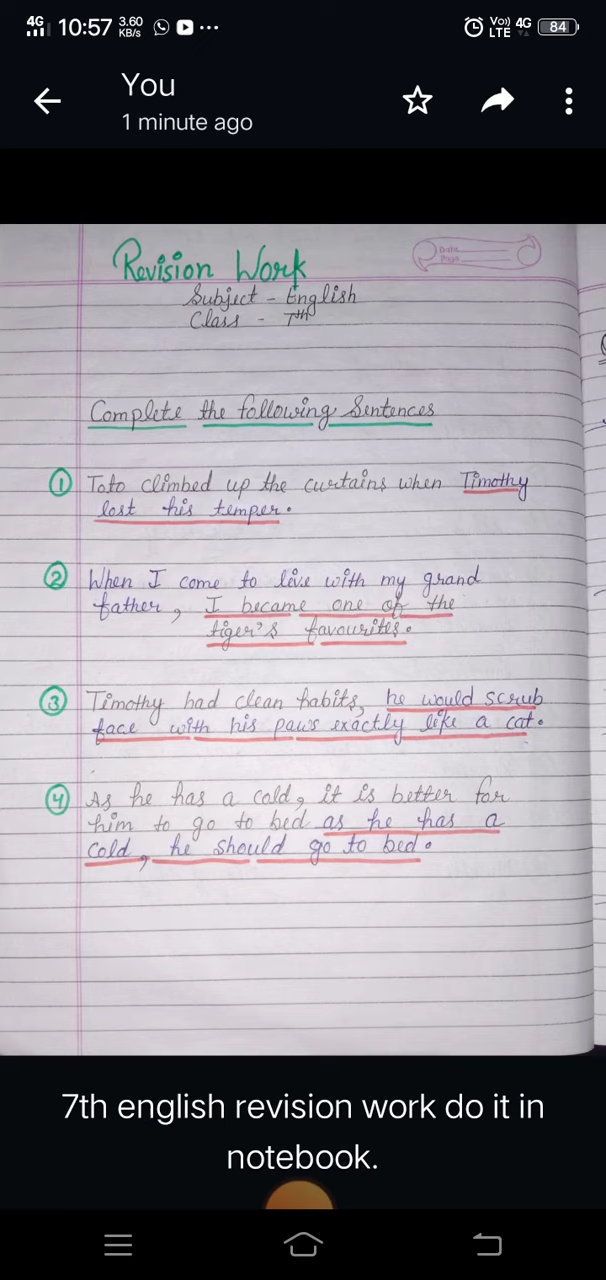 4G 10:57 3.60 KB/s ... Vo)) LTE 4G 84
You
1 minute ago
Date
Page
Revision Work
Subject - English
Class - 7th
Complete the following Sentences
1 Toto climbed up the curtains when Timothy
lost his temper.
2 When I come to live with my grand
father, I became one of the
tiger's favourites.
3 Timothy had clean habits, he would scrub
face with his paws exactly like a cat.
4 As he has a cold, it is better for
him to go to bed as he has a
cold, he should go to bed.
7th english revision work do it in
notebook.